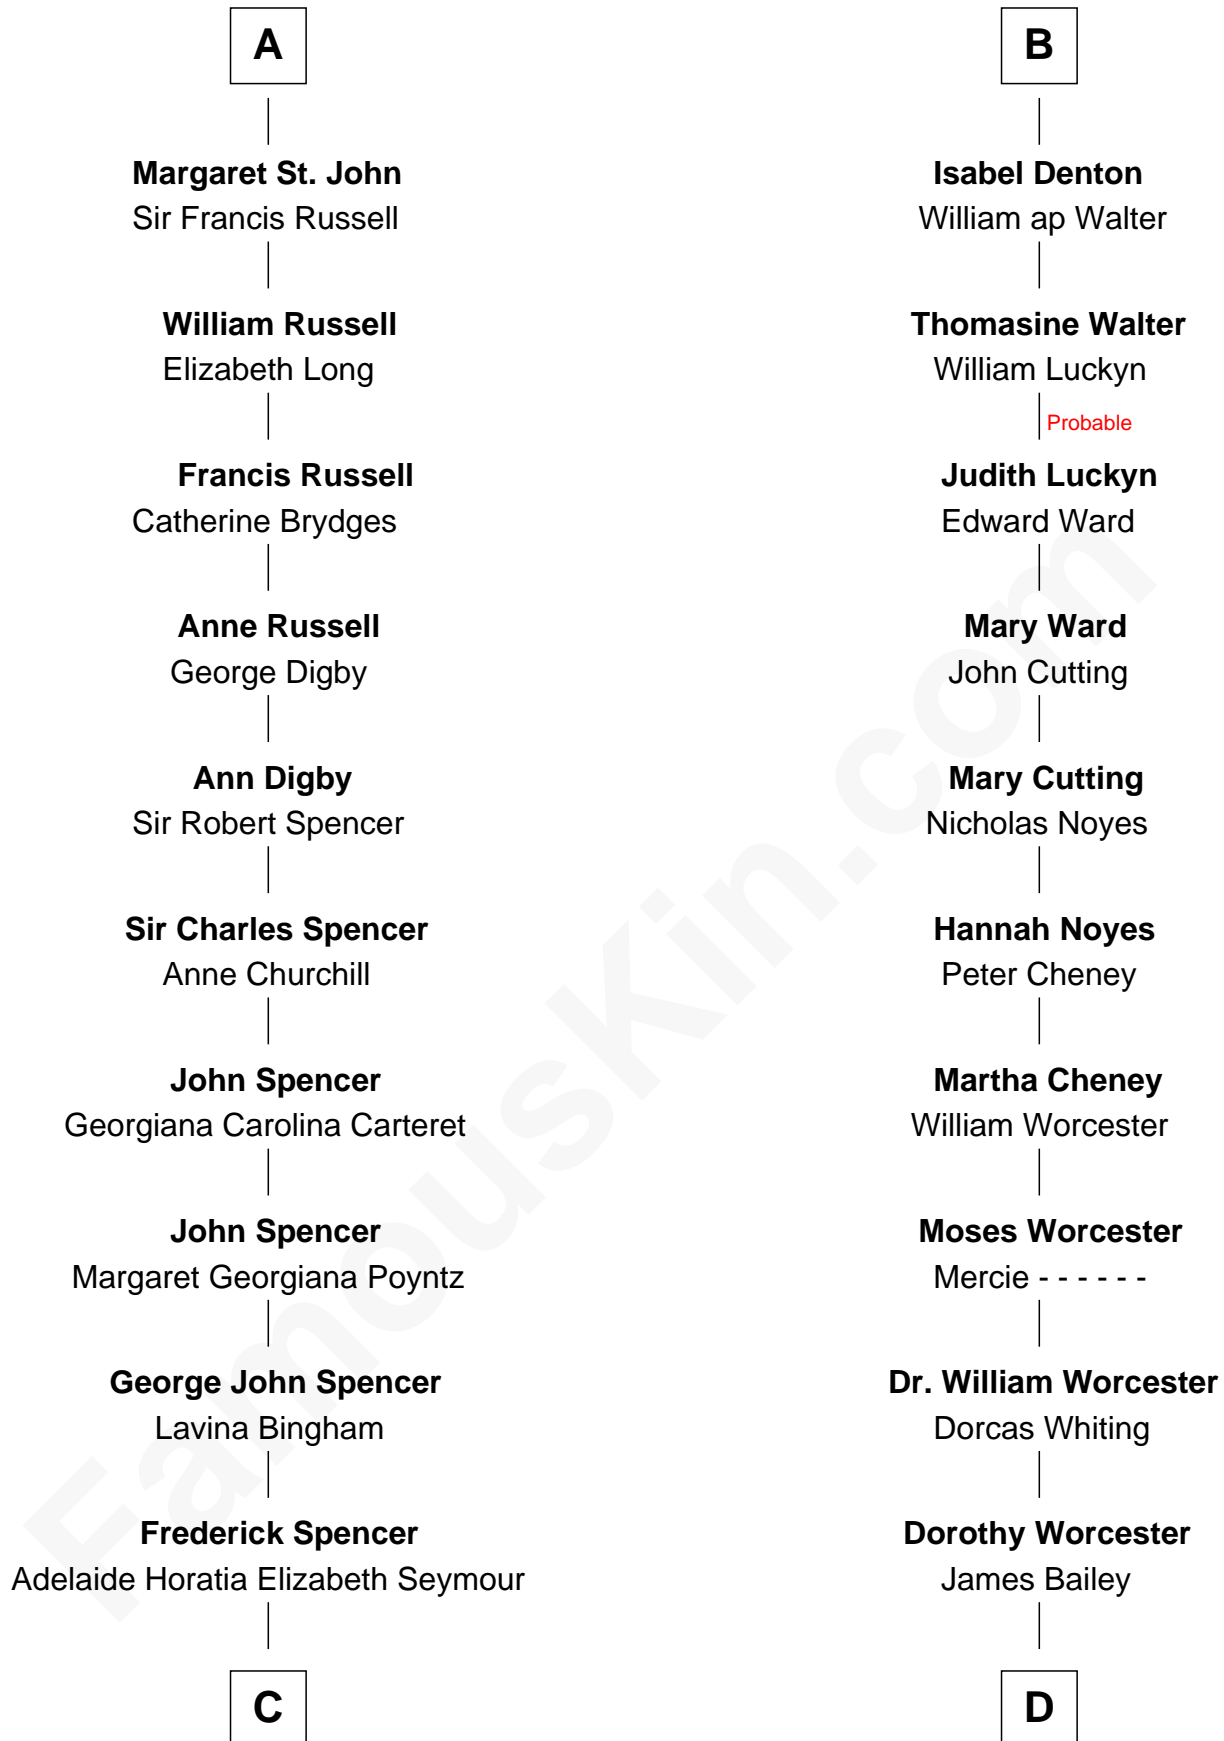 A
Margaret St. John
Sir Francis Russell
William Russell
Elizabeth Long
Francis Russell
Catherine Brydges
Anne Russell
George Digby
Ann Digby
Sir Robert Spencer
Sir Charles Spencer
Anne Churchill
John Spencer
Georgiana Carolina Carteret
John Spencer
Margaret Georgiana Poyntz
George John Spencer
Lavina Bingham
Frederick Spencer
Adelaide Horatia Elizabeth Seymour
C
B
Isabel Denton
William ap Walter
Thomasine Walter
William Luckyn
Probable
Judith Luckyn
Edward Ward
Mary Ward
John Cutting
Mary Cutting
Nicholas Noyes
Hannah Noyes
Peter Cheney
Martha Cheney
William Worcester
Moses Worcester
Mercie - - - - - -
Dr. William Worcester
Dorcas Whiting
Dorothy Worcester
James Bailey
D
FamousKin.com